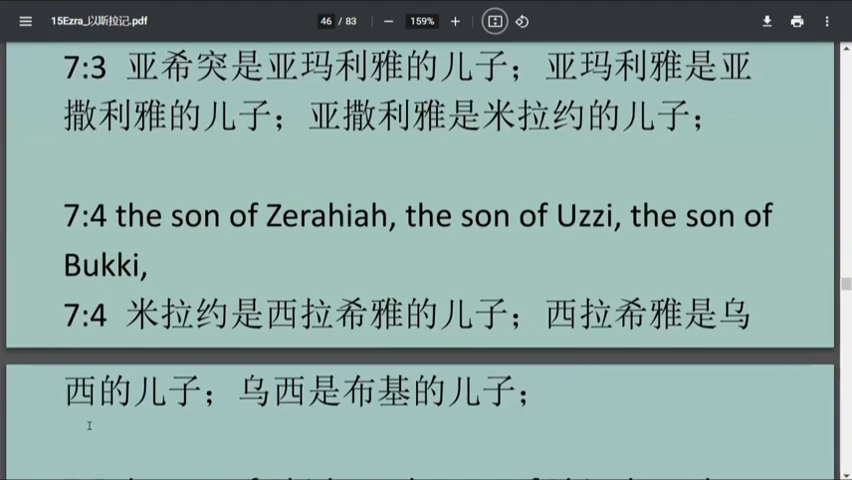 15Ezra_以斯拉记.pdf
46 / 83
159%
7:3 亚希突是亚玛利雅的儿子；亚玛利雅是亚
撒利雅的儿子；亚撒利雅是米拉约的儿子；
7:4 the son of Zerahiah, the son of Uzzi, the son of
Bukki,
7:4 米拉约是西拉希雅的儿子；西拉希雅是乌
西的儿子；乌西是布基的儿子；